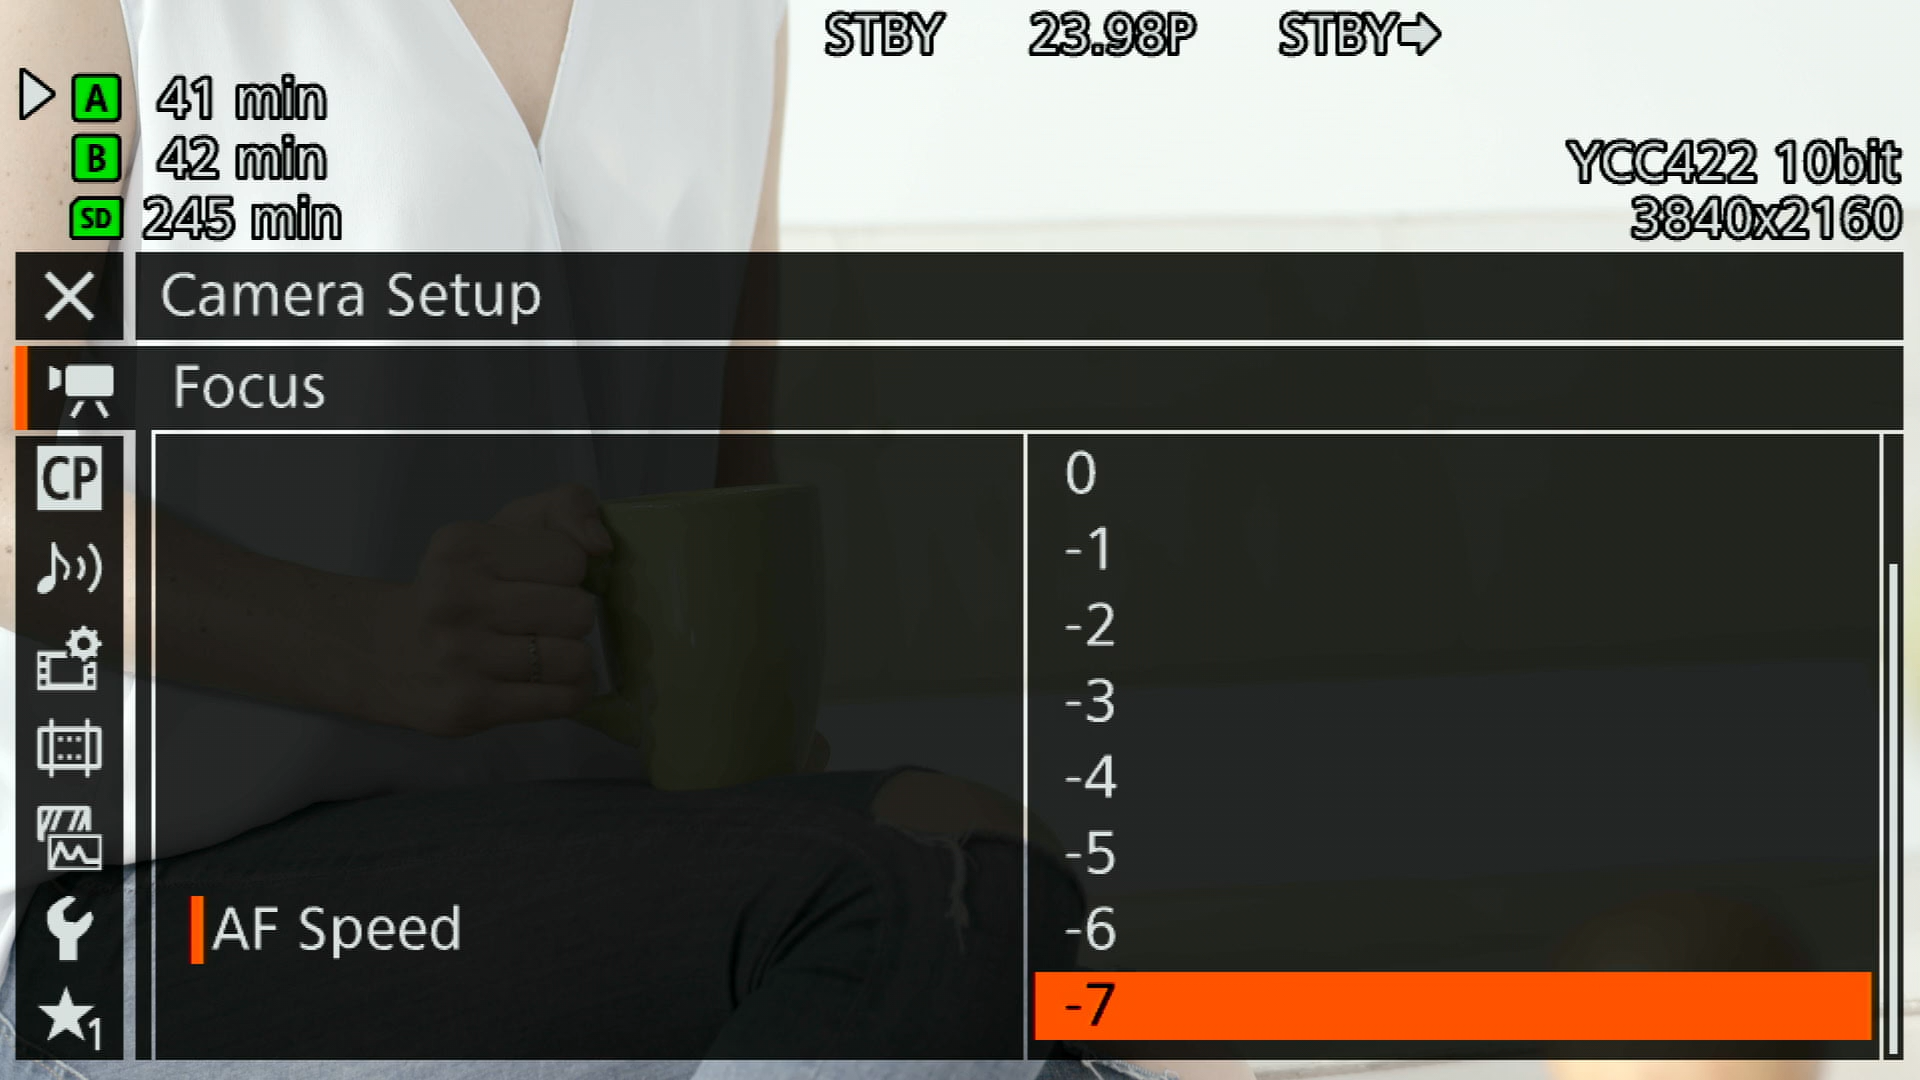 STBY 23.98P STBY
A 41 min
B 42 min
SD 245 min
YCC422 10bit
3840x2160
Camera Setup
Focus
CP
1
AF Speed
0
-1
-2
-3
-4
-5
-6
-7